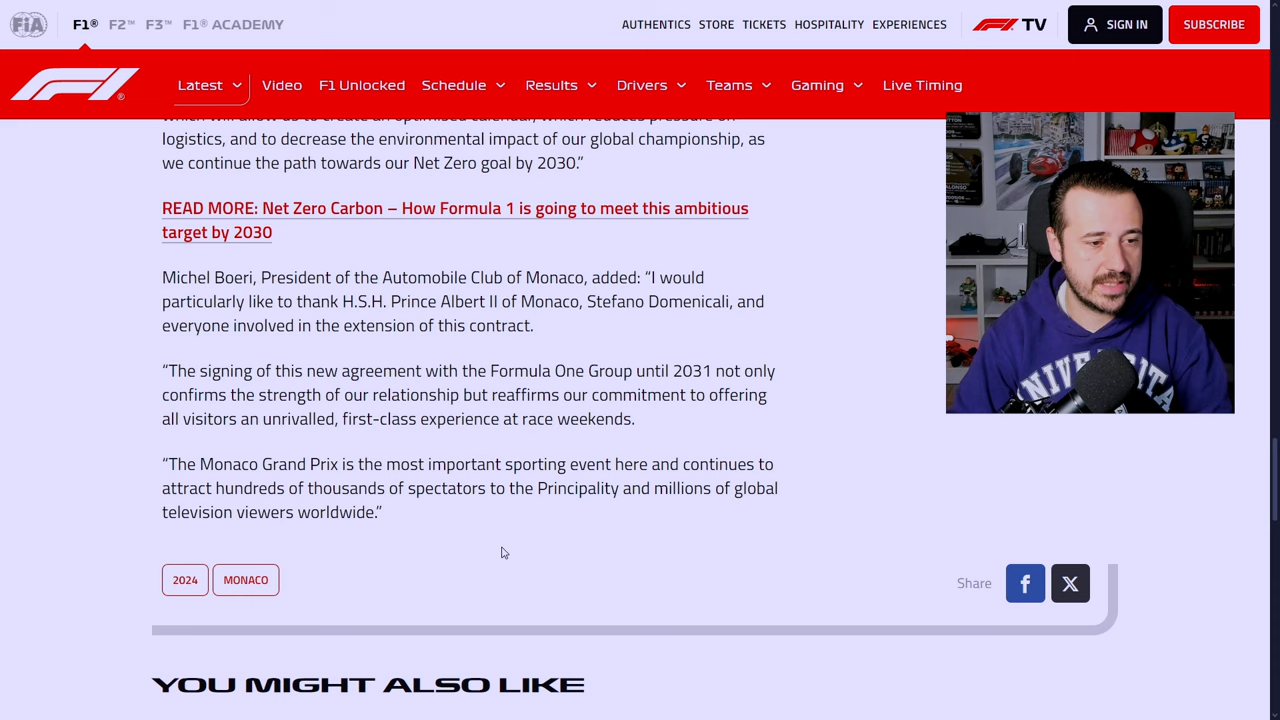 FiA F1® F2™ F3™ F1® ACADEMY AUTHENTICS STORE TICKETS HOSPITALITY EXPERIENCES F1 TV SIGN IN SUBSCRIBE
Latest Video F1 Unlocked Schedule Results Drivers Teams Gaming Live Timing
which will allow us to create an optimised calendar, which reduces pressure on
logistics, and to decrease the environmental impact of our global championship, as
we continue the path towards our Net Zero goal by 2030.”
READ MORE: Net Zero Carbon – How Formula 1 is going to meet this ambitious
target by 2030
Michel Boeri, President of the Automobile Club of Monaco, added: “I would
particularly like to thank H.S.H. Prince Albert II of Monaco, Stefano Domenicali, and
everyone involved in the extension of this contract.
“The signing of this new agreement with the Formula One Group until 2031 not only
confirms the strength of our relationship but reaffirms our commitment to offering
all visitors an unrivalled, first-class experience at race weekends.
“The Monaco Grand Prix is the most important sporting event here and continues to
attract hundreds of thousands of spectators to the Principality and millions of global
television viewers worldwide.”
2024 MONACO
Share
YOU MIGHT ALSO LIKE